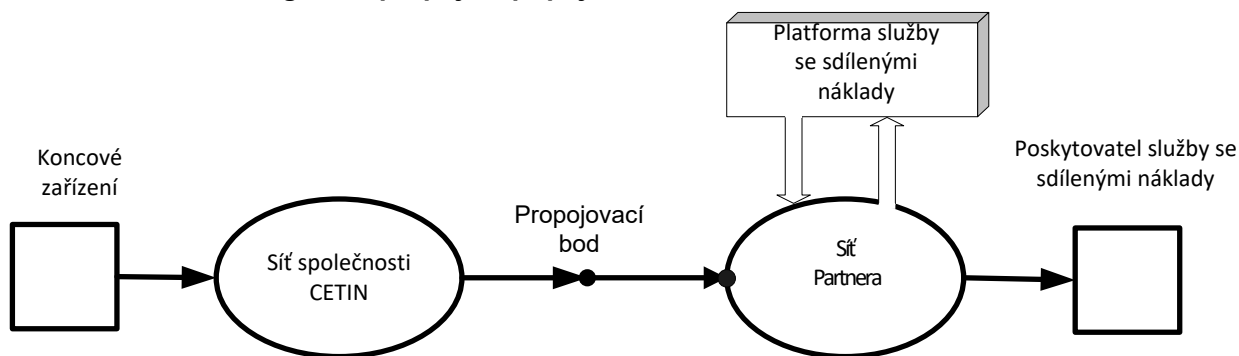 Platforma služby
se sdílenými
náklady
Koncové
zařízení
Poskytovatel služby se
sdílenými náklady
Propojovací
bod
Síť společnosti
CETIN
Síť
Partnera